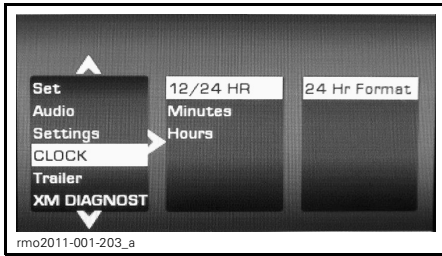 Set
Audio
Settings
CLOCK
Trailer
XM DIAGNOST
12/24 HR
Minutes
Hours
24 Hr Format
rmo2011-001-203_a